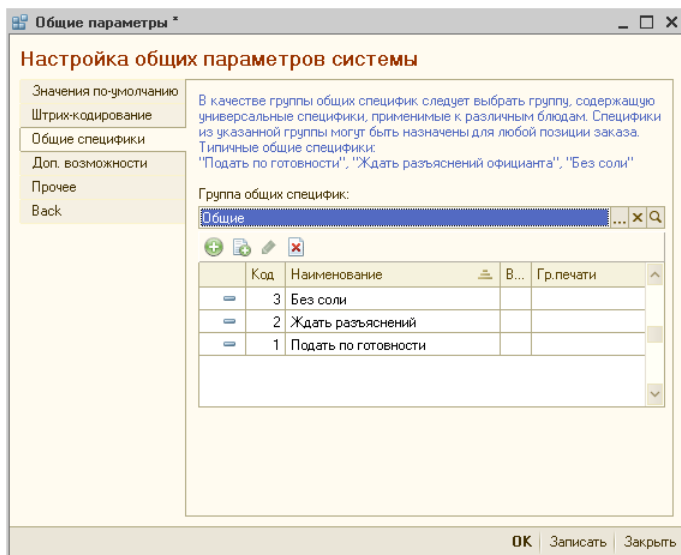 Общие параметры *
Настройка общих параметров системы
Значения по-умолчанию
Штрих-кодирование
Общие специфики
Доп. возможности
Прочее
Back
В качестве группы общих специфик следует выбрать группу, содержащую
универсальные специфики, применимые к различным блюдам. Специфики
из указанной группы могут быть назначены для любой позиции заказа.
Типичные общие специфики:
"Подать по готовности", "Ждать разъяснений официанта", "Без соли"
Группа общих специфик:
Общие ...
Код Наименование В... Гр.печати
3 Без соли
2 Ждать разъяснений
1 Подать по готовности
OK Записать Закрыть